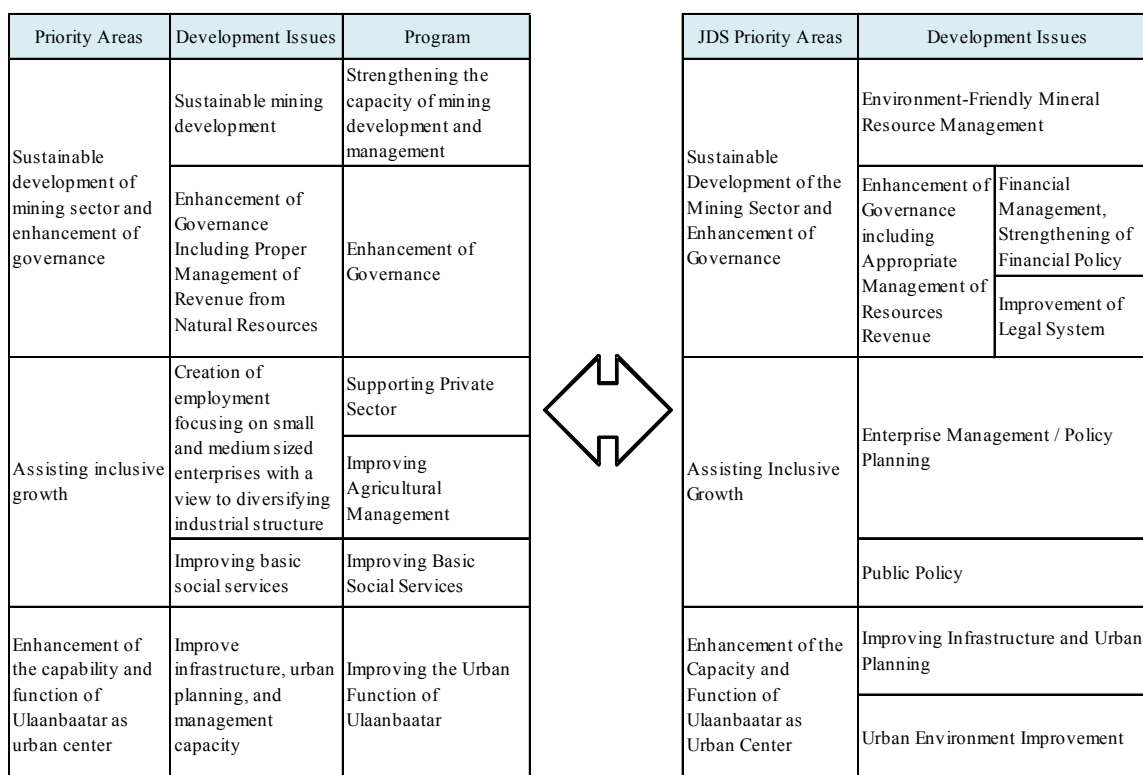 Priority Areas
Development Issues
Program
Sustainable
development of
mining sector and
enhancement of
governance
Sustainable mining
development
Strengthening the
capacity of mining
development and
management
Enhancement of
Governance
Including Proper
Management of
Revenue from
Natural Resources
Enhancement of
Governance
Assisting inclusive
growth
Creation of
employment
focusing on small
and medium sized
enterprises with a
view to diversifying
industrial structure
Supporting Private
Sector
Improving
Agricultural
Management
Improving basic
social services
Improving Basic
Social Services
Enhancement of
the capability and
function of
Ulaanbaatar as
urban center
Improve
infrastructure, urban
planning, and
management
capacity
Improving the Urban
Function of
Ulaanbaatar
JDS Priority Areas
Development Issues
Sustainable
Development of the
Mining Sector and
Enhancement of
Governance
Environment-Friendly Mineral
Resource Management
Enhancement of
Governance
including
Appropriate
Management of
Resources
Revenue
Financial
Management,
Strengthening of
Financial Policy
Improvement of
Legal System
Assisting Inclusive
Growth
Enterprise Management / Policy
Planning
Public Policy
Enhancement of the
Capacity and
Function of
Ulaanbaatar as
Urban Center
Improving Infrastructure and Urban
Planning
Urban Environment Improvement